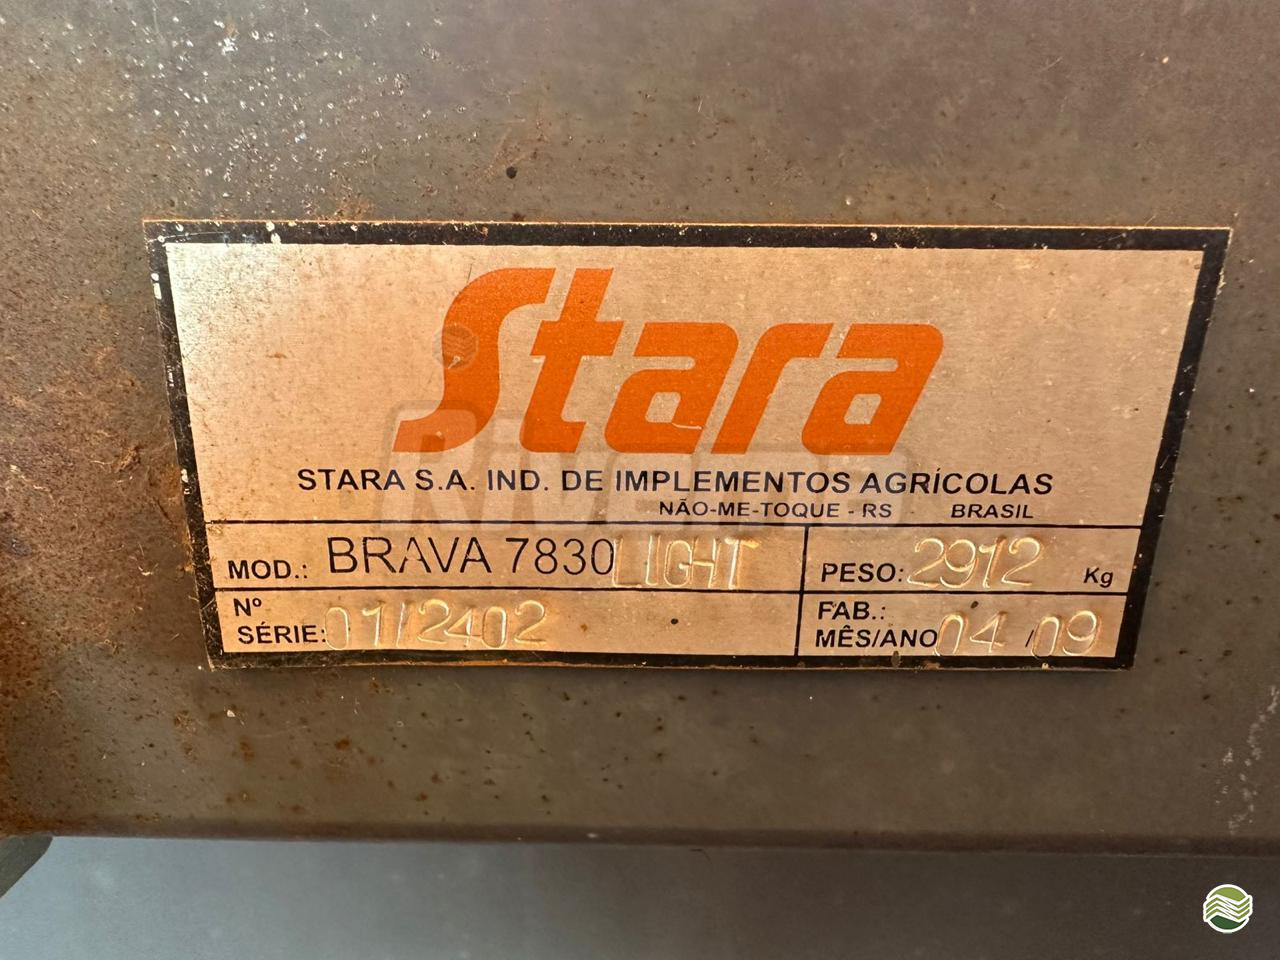 Stara
STARA S.A. IND. DE IMPLEMENTOS AGRÍCOLAS
NÃO-ME-TOQUE - RS - BRASIL
MOD.: BRAVA 7830 LIGHT
PESO: 2912 Kg
Nº SÉRIE: 01/2402
FAB.: MÊS/ANO 04/09